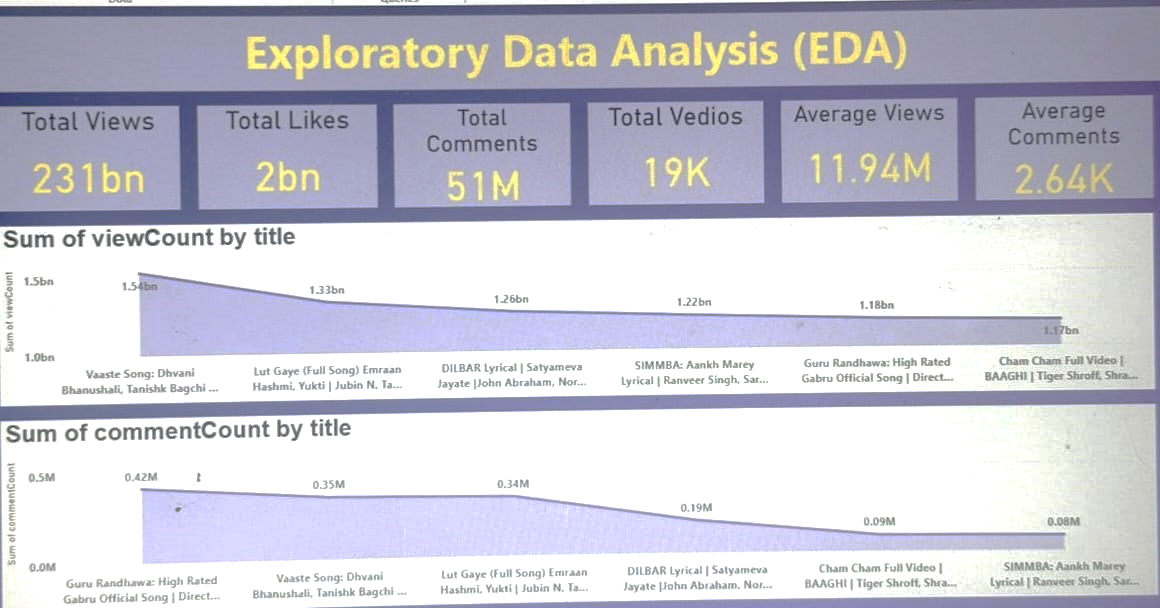 Exploratory Data Analysis (EDA)
Total Views
231bn
Total Likes
2bn
Total
Comments
51M
Total Vedios
19K
Average Views
11.94M
Average
Comments
2.64K
Sum of viewCount by title
Sum of viewCount
1.5bn
1.0bn
1.54bn
1.33bn
1.26bn
1.22bn
1.18bn
1.17bn
Vaaste Song: Dhvani
Bhanushali, Tanishk Bagchi ...
Lut Gaye (Full Song) Emraan
Hashmi, Yukti | Jubin N, Ta...
DILBAR Lyrical | Satyameva
Jayate |John Abraham, Nor...
SIMMBA: Aankh Marey
Lyrical | Ranveer Singh, Sar...
Guru Randhawa: High Rated
Gabru Official Song | Direct...
Cham Cham Full Video |
BAAGHI | Tiger Shroff, Shra...
Sum of commentCount by title
Sum of commentCount
0.5M
0.0M
0.42M
0.35M
0.34M
0.19M
0.09M
0.08M
Guru Randhawa: High Rated
Gabru Official Song | Direct...
Vaaste Song: Dhvani
Bhanushali, Tanishk Bagchi ...
Lut Gaye (Full Song) Emraan
Hashmi, Yukti | Jubin N, Ta...
DILBAR Lyrical | Satyameva
Jayate |John Abraham, Nor...
Cham Cham Full Video |
BAAGHI | Tiger Shroff, Shra...
SIMMBA: Aankh Marey
Lyrical | Ranveer Singh, Sar...